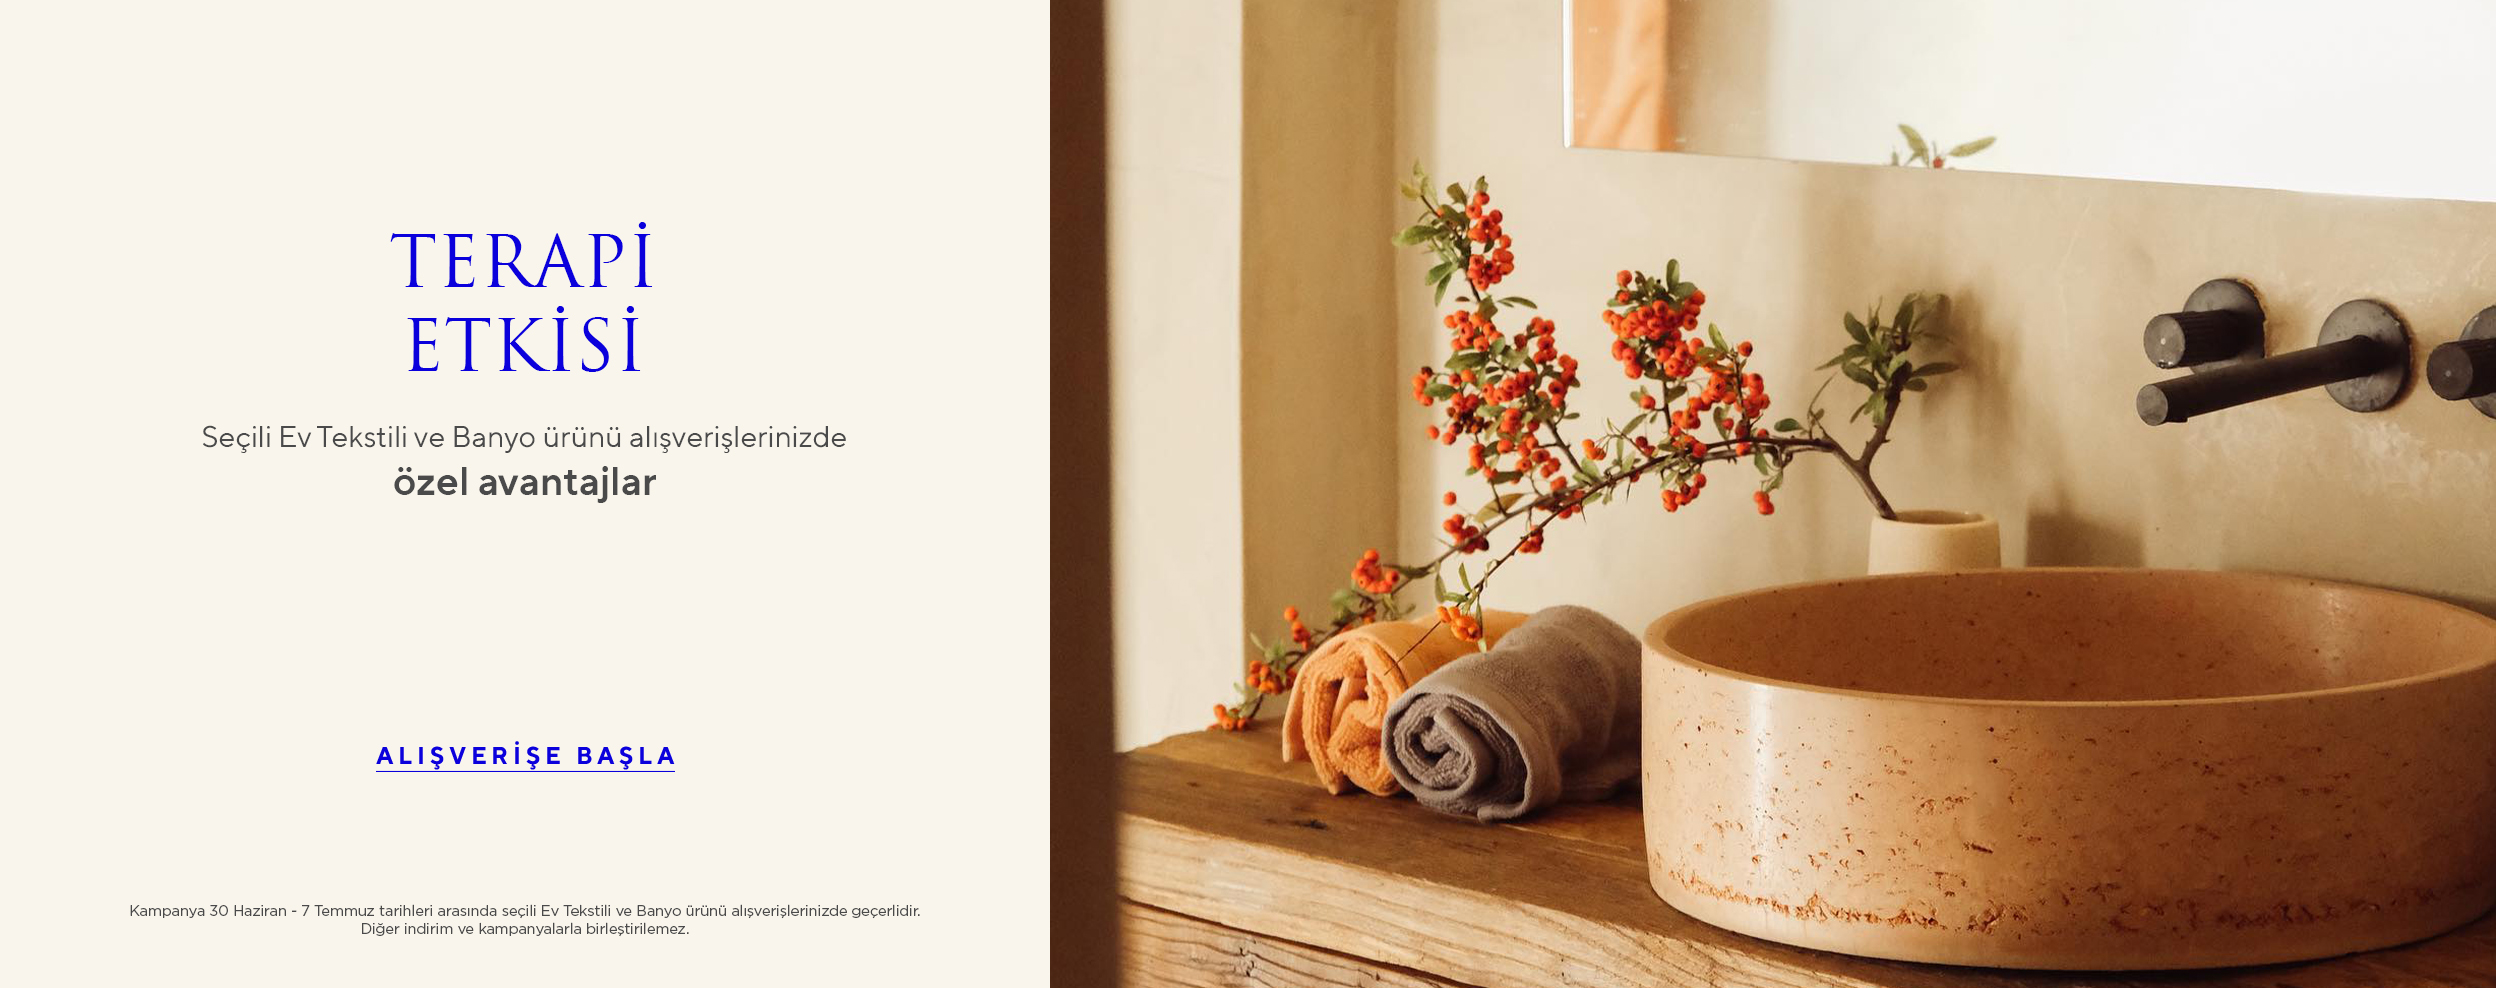 TERAPİ
ETKİSİ
Seçili Ev Tekstili ve Banyo ürünü alışverişlerinizde
özel avantajlar
ALIŞVERİŞE BAŞLA
Kampanya 30 Haziran - 7 Temmuz tarihleri arasında seçili Ev Tekstili ve Banyo ürünü alışverişlerinizde geçerlidir.
Diğer indirim ve kampanyalarla birleştirilemez.